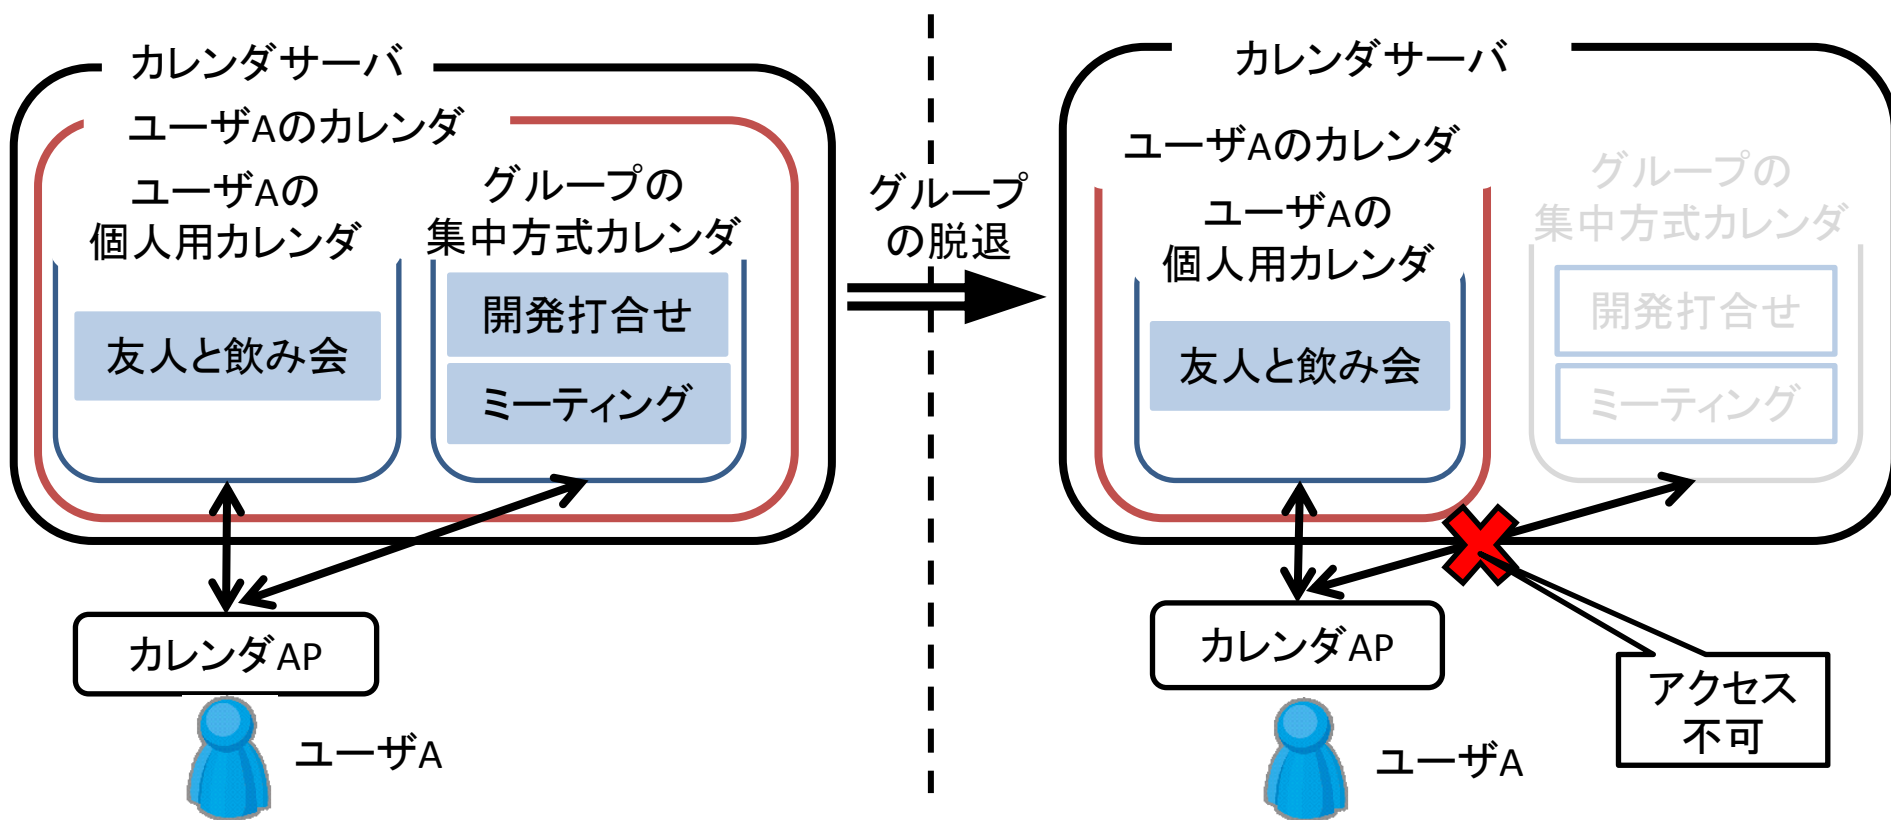 カレンダサーバ
ユーザAのカレンダ
ユーザAの
個人用カレンダ
友人と飲み会
グループの
集中方式カレンダ
開発打合せ
ミーティング
カレンダAP
ユーザA
グループ
の脱退
カレンダサーバ
ユーザAのカレンダ
ユーザAの
個人用カレンダ
友人と飲み会
グループの
集中方式カレンダ
開発打合せ
ミーティング
カレンダAP
ユーザA
アクセス
不可